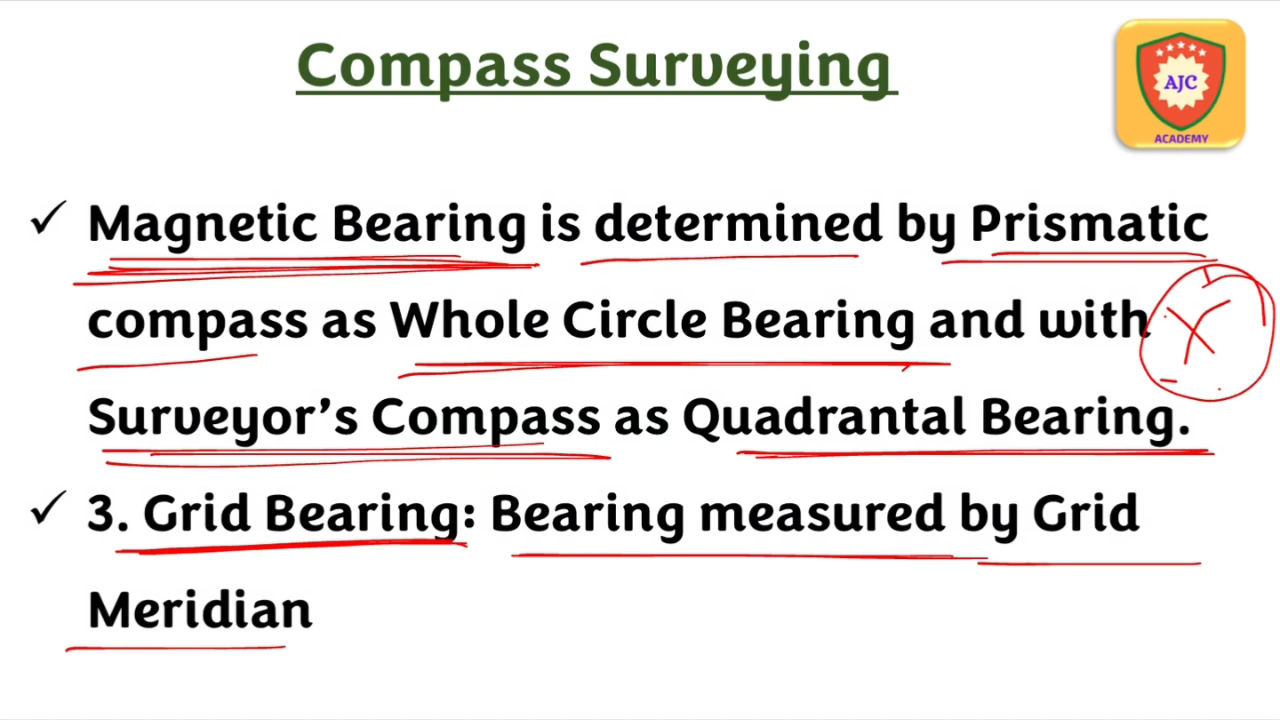 Compass Surveying
AJC
ACADEMY
✓ Magnetic Bearing is determined by Prismatic
compass as Whole Circle Bearing and with
Surveyor’s Compass as Quadrantal Bearing.
✓ 3. Grid Bearing: Bearing measured by Grid
Meridian